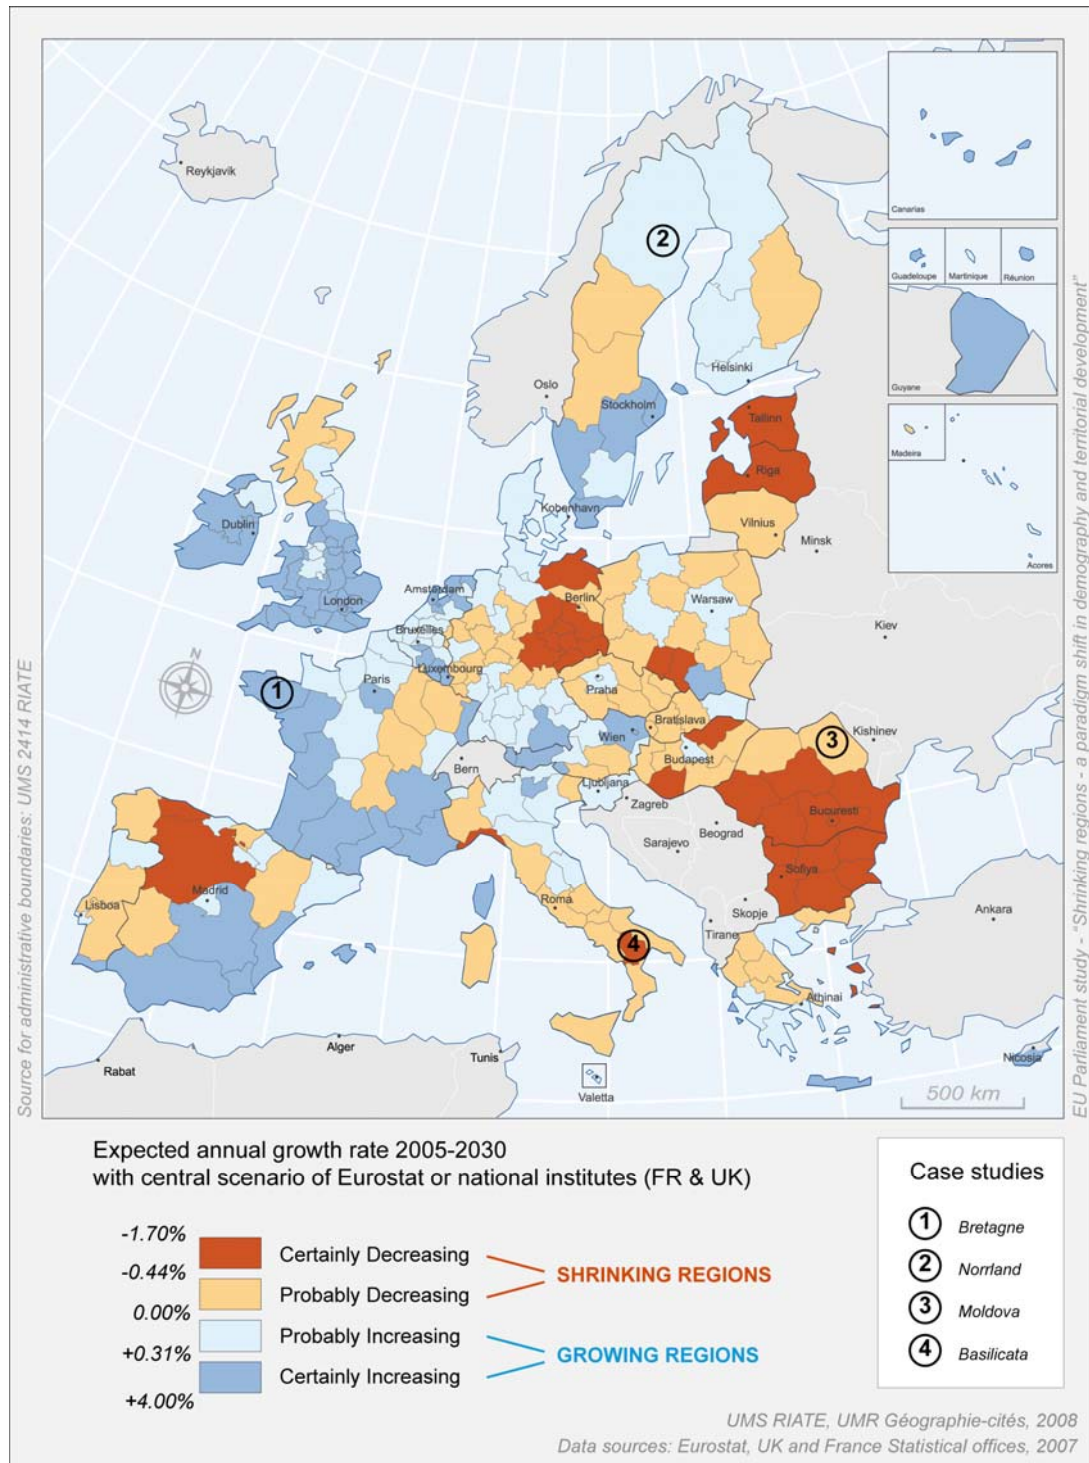 Reykjavik
Canarias
Guadeloupe
Martinique
Réunion
Guyane
Madeira
Acores
2
Oslo
Helsinki
Stockholm
Tallinn
Riga
Kobenhavn
Vilnius
Minsk
Dublin
London
Amsterdam
Berlin
Warsaw
Bruxelles
Kiev
Luxembourg
N
1
Paris
Praha
Bratislava
Wien
3
Kishinev
Budapest
Bern
Ljubljana
Zagreb
Bucuresti
Beograd
Sarajevo
Sofiya
Madrid
Lisboa
Roma
Skopje
Ankara
Tirane
4
Athinai
Alger
Tunis
Rabat
Valetta
Nicosia
500 km
Source for administrative boundaries: UMS 2414 RIATE
EU Parliament study "Shrinking regions - a paradigm shift in demography and territorial development"
Expected annual growth rate 2005-2030
with central scenario of Eurostat or national institutes (FR & UK)
-1.70%
Certainly Decreasing
-0.44%
SHRINKING REGIONS
Probably Decreasing
0.00%
Probably Increasing
+0.31%
GROWING REGIONS
Certainly Increasing
+4.00%
Case studies
1 Bretagne
2 Norrland
3 Moldova
4 Basilicata
UMS RIATE, UMR Géographie-cités, 2008
Data sources: Eurostat, UK and France Statistical offices, 2007